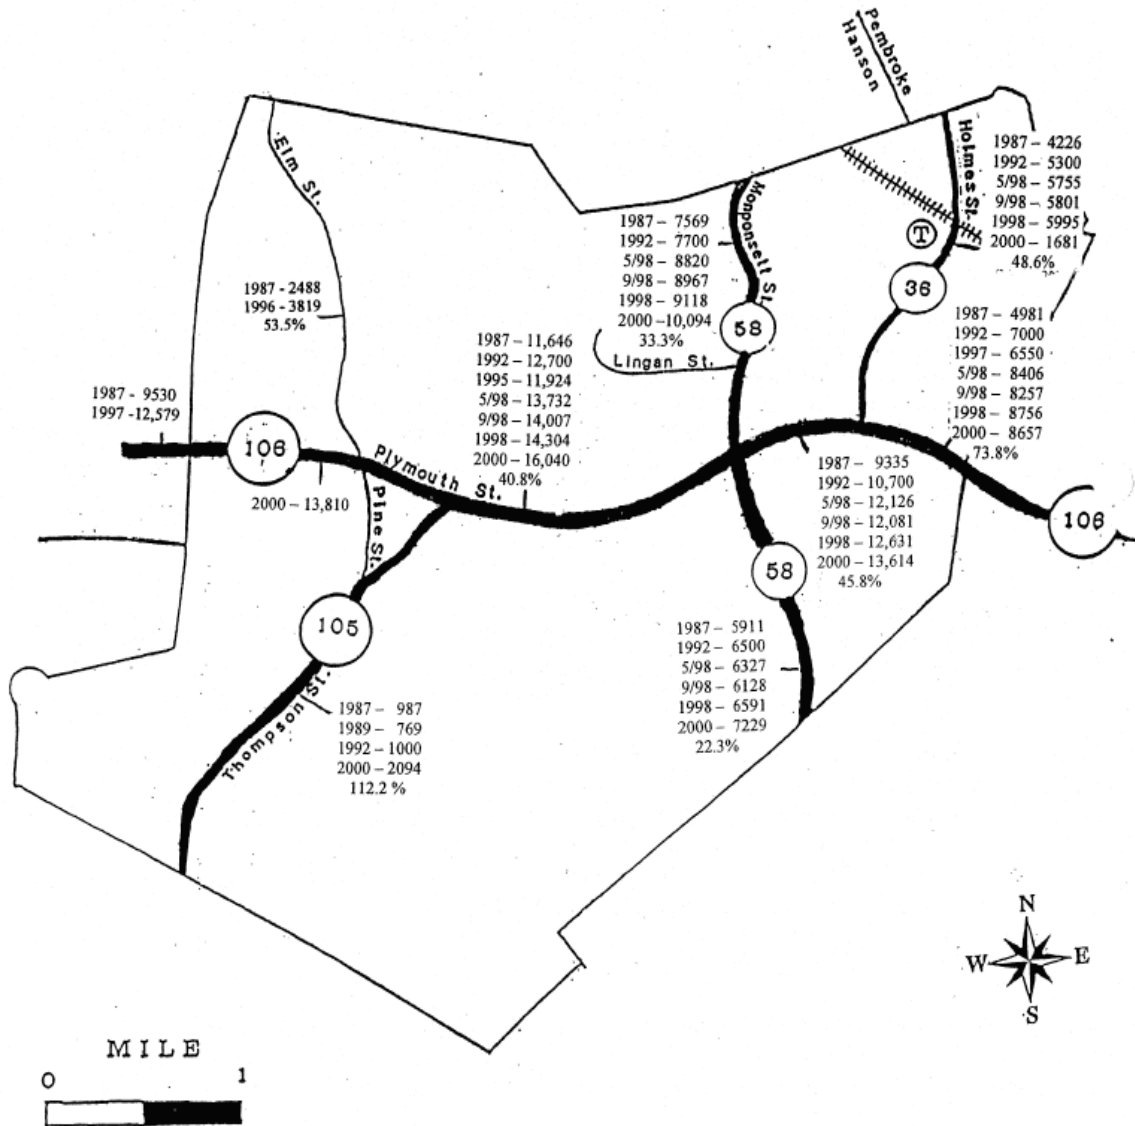 Pembroke
Hanson
Elm St.
Holmes St.
1987 - 4226
1992 - 5300
5/98 - 5755
9/98 - 5801
1998 - 5995
2000 - 1681
48.6%
Monponsett St.
1987 - 7569
1992 - 7700
5/98 - 8820
9/98 - 8967
1998 - 9118
2000 - 10,094
33.3%
T
36
1987 - 2488
1996 - 3819
53.5%
58
Lingan St.
1987 - 4981
1992 - 7000
1997 - 6550
5/98 - 8406
9/98 - 8257
1998 - 8756
2000 - 8657
73.8%
1987 - 11,646
1992 - 12,700
1995 - 11,924
5/98 - 13,732
9/98 - 14,007
1998 - 14,304
2000 - 16,040
40.8%
1987 - 9530
1997 -12,579
106
Plymouth St.
2000 - 13,810
Pine St.
1987 - 9335
1992 - 10,700
5/98 - 12,126
9/98 - 12,081
1998 - 12,631
2000 - 13,614
45.8%
106
58
105
Thompson St.
1987 - 5911
1992 - 6500
5/98 - 6327
9/98 - 6128
1998 - 6591
2000 - 7229
22.3%
1987 - 987
1989 - 769
1992 - 1000
2000 - 2094
112.2 %
N
W E
S
MILE
0 1